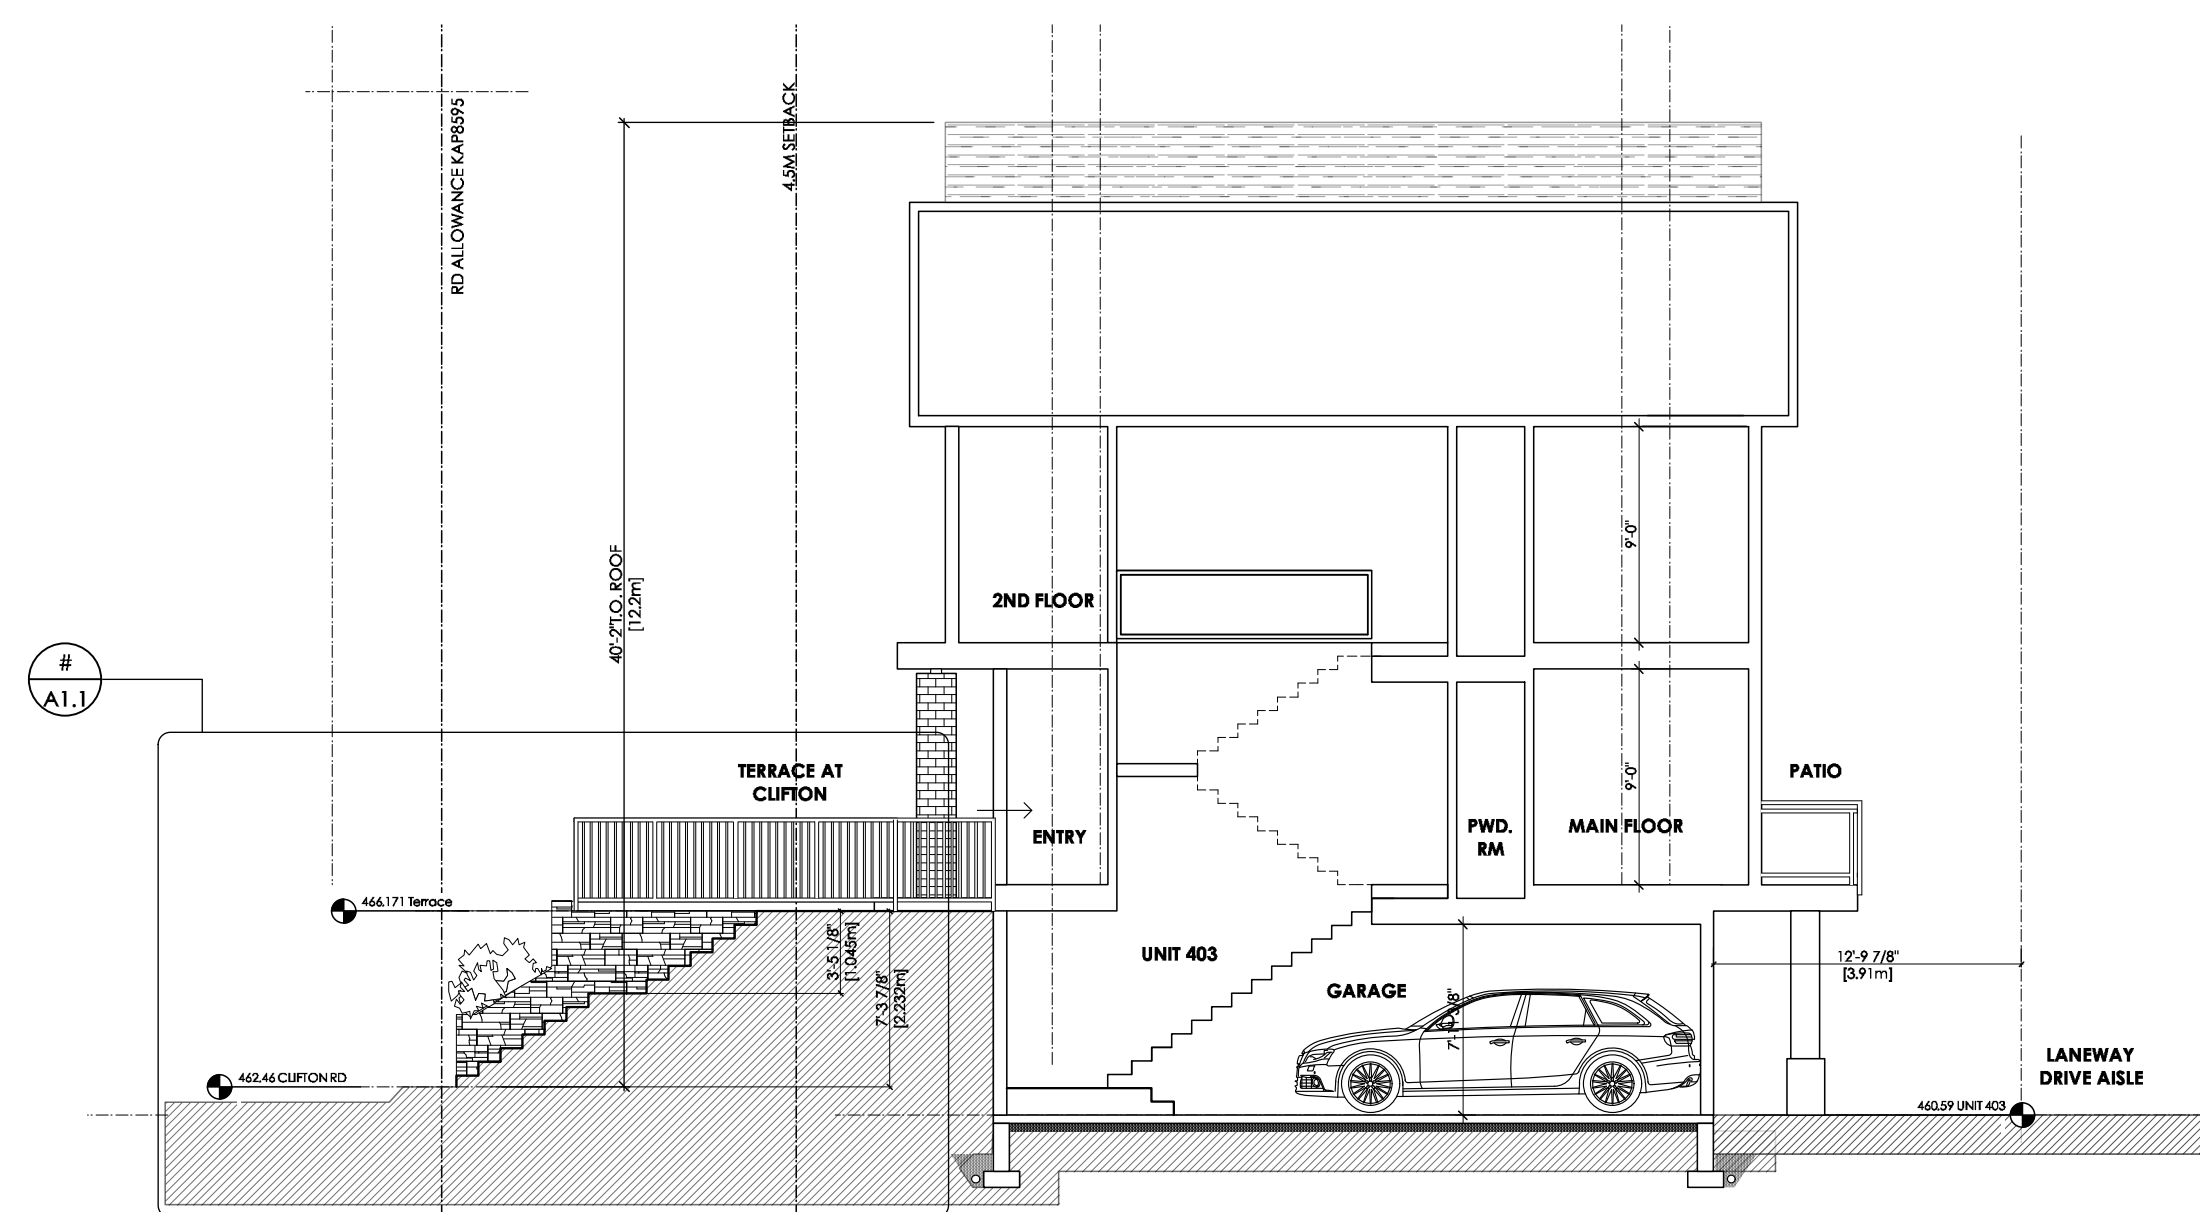 RD ALLOWANCE KAP8595
4.5M SETBACK
40'-2"T.O. ROOF
[12.2m]
9'-0"
2ND FLOOR
#
A1.1
TERRACE AT
CLIFTON
PATIO
9'-0"
ENTRY
PWD.
RM
MAIN FLOOR
466.171 Terrace
3'-5 1/8"
[1.045m]
7'-3 7/8"
[2.232m]
UNIT 403
12'-9 7/8"
[3.91m]
GARAGE
LANEWAY
DRIVE AISLE
462.46 CLIFTON RD
460.59 UNIT 403